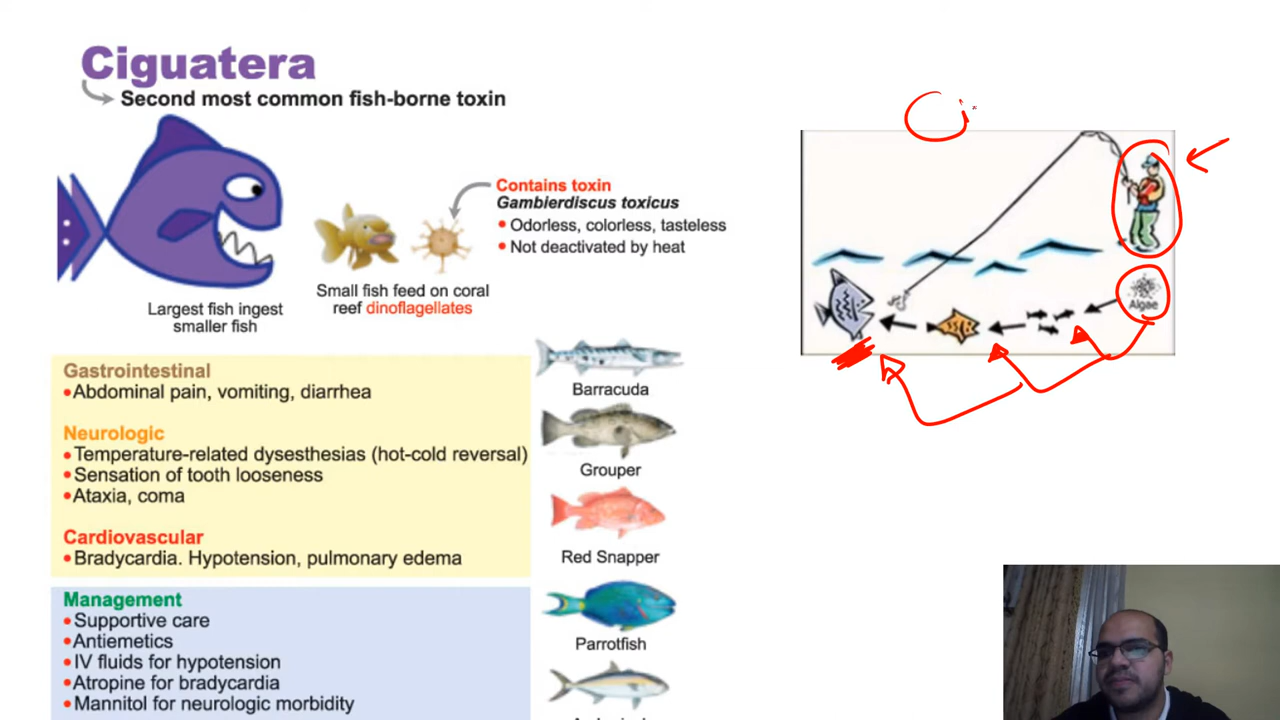 Ciguatera
Second most common fish-borne toxin
Contains toxin
Gambierdiscus toxicus
• Odorless, colorless, tasteless
• Not deactivated by heat
Largest fish ingest
smaller fish
Small fish feed on coral
reef dinoflagellates
Gastrointestinal
•Abdominal pain, vomiting, diarrhea
Neurologic
•Temperature-related dysesthesias (hot-cold reversal)
•Sensation of tooth looseness
•Ataxia, coma
Cardiovascular
•Bradycardia. Hypotension, pulmonary edema
Management
•Supportive care
•Antiemetics
•IV fluids for hypotension
•Atropine for bradycardia
•Mannitol for neurologic morbidity
Barracuda
Grouper
Red Snapper
Parrotfish
Ci
Algae